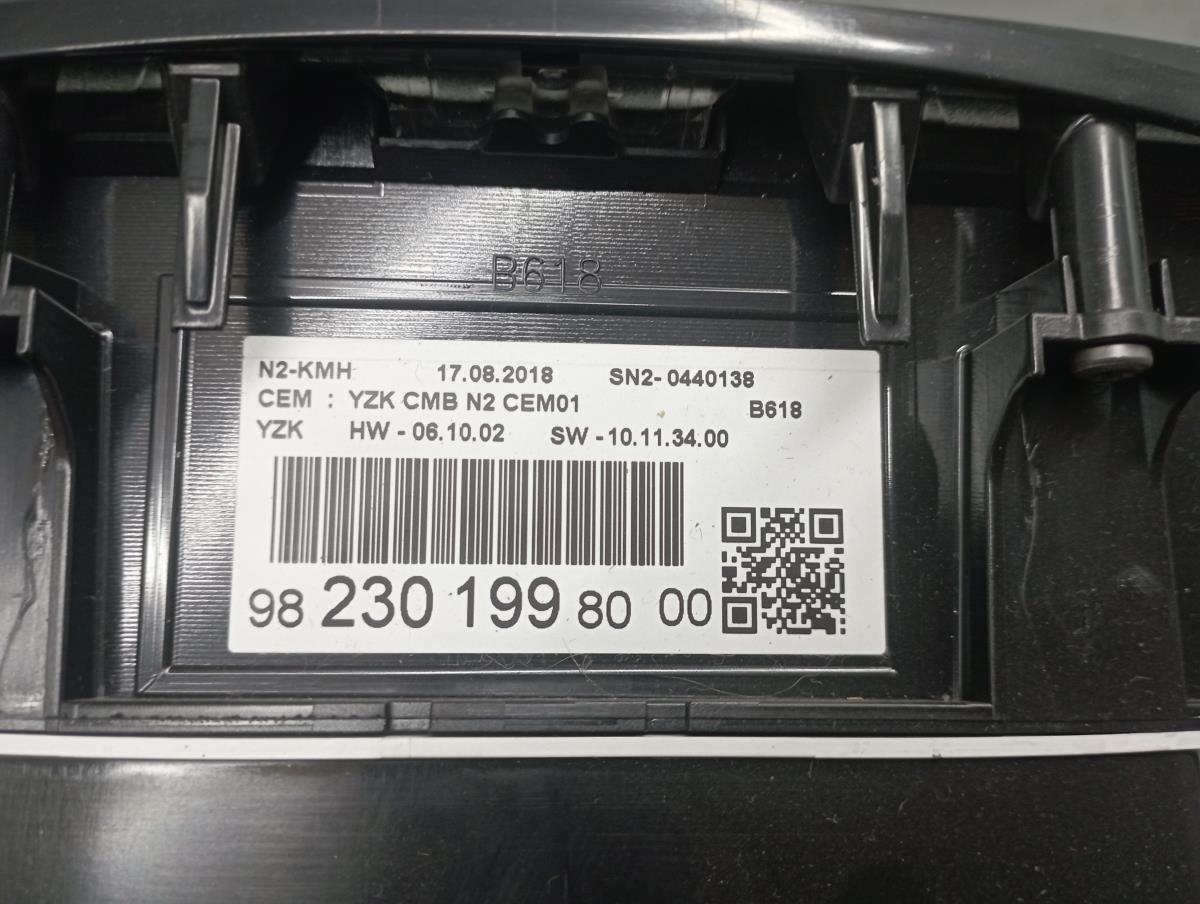 B618
N2-KMH 17.08.2018 SN2- 0440138
CEM : YZK CMB N2 CEM01 B618
YZK HW - 06.10.02 SW - 10.11.34.00
98 230 199 80 00